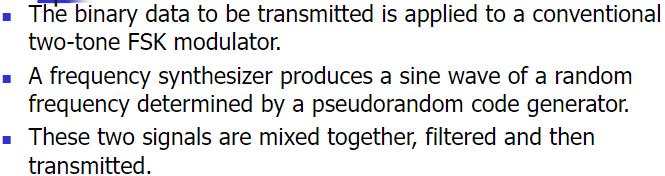 The binary data to be transmitted is applied to a conventional
two-tone FSK modulator.
A frequency synthesizer produces a sine wave of a random
frequency determined by a pseudorandom code generator.
These two signals are mixed together, filtered and then
transmitted.